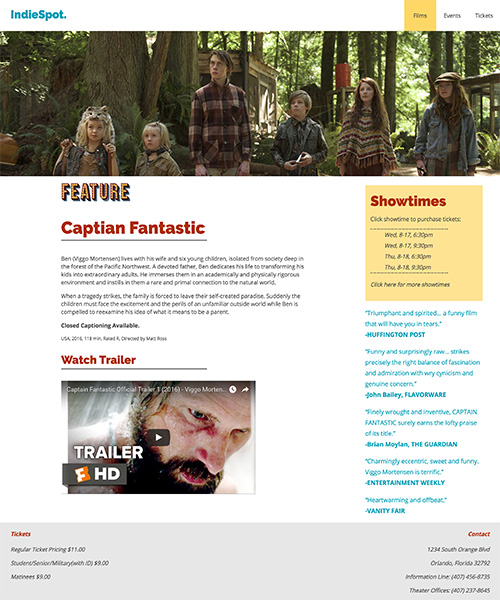 IndieSpot.
Films
Events
Tickets
FEATURE
Captian Fantastic
Ben (Viggo Mortensen) lives with his wife and six young children, isolated from society deep in
the forest of the Pacific Northwest. A devoted father, Ben dedicates his life to transforming his
kids into extraordinary adults. He immerses them in an academically and physically rigorous
environment and instills in them a rare and primal connection to the natural world.
When a tragedy strikes, the family is forced to leave their self-created paradise. Suddenly the
children must face the excitement and the perils of an unfamiliar outside world while Ben is
compelled to reexamine his idea of what it means to be a parent.
Closed Captioning Available.
USA, 2016, 118 min, Rated R, Directed by Matt Ross
Watch Trailer
Captain Fantastic Official Trailer 1 (2016) - Viggo Morten...
TRAILER
HD
Showtimes
Click showtime to purchase tickets:
Wed, 8-17, 6:30pm
Wed, 8-17, 9:30pm
Thu, 8-18, 6:30pm
Thu, 8-18, 9:30pm
Click here for more showtimes
"Triumphant and spirited... a funny film
that will have you in tears."
-HUFFINGTON POST
"Funny and surprisingly raw... strikes
precisely the right balance of fascination
and admiration with wry cynicism and
genuine concern."
-John Bailey, FLAVORWARE
"Finely wrought and inventive, CAPTAIN
FANTASTIC surely earns the lofty praise
of its title."
-Brian Moylan, THE GUARDIAN
"Charmingly eccentric, sweet and funny.
Viggo Mortensen is terrific."
-ENTERTAINMENT WEEKLY
"Heartwarming and offbeat."
-VANITY FAIR
Tickets
Regular Ticket Pricing $11.00
Student/Senior/Military(with ID) $9.00
Matinees $9.00
Contact
1234 South Orange Blvd
Orlando, Florida 32792
Information Line: (407) 456-8735
Theater Offices: (407) 237-8645